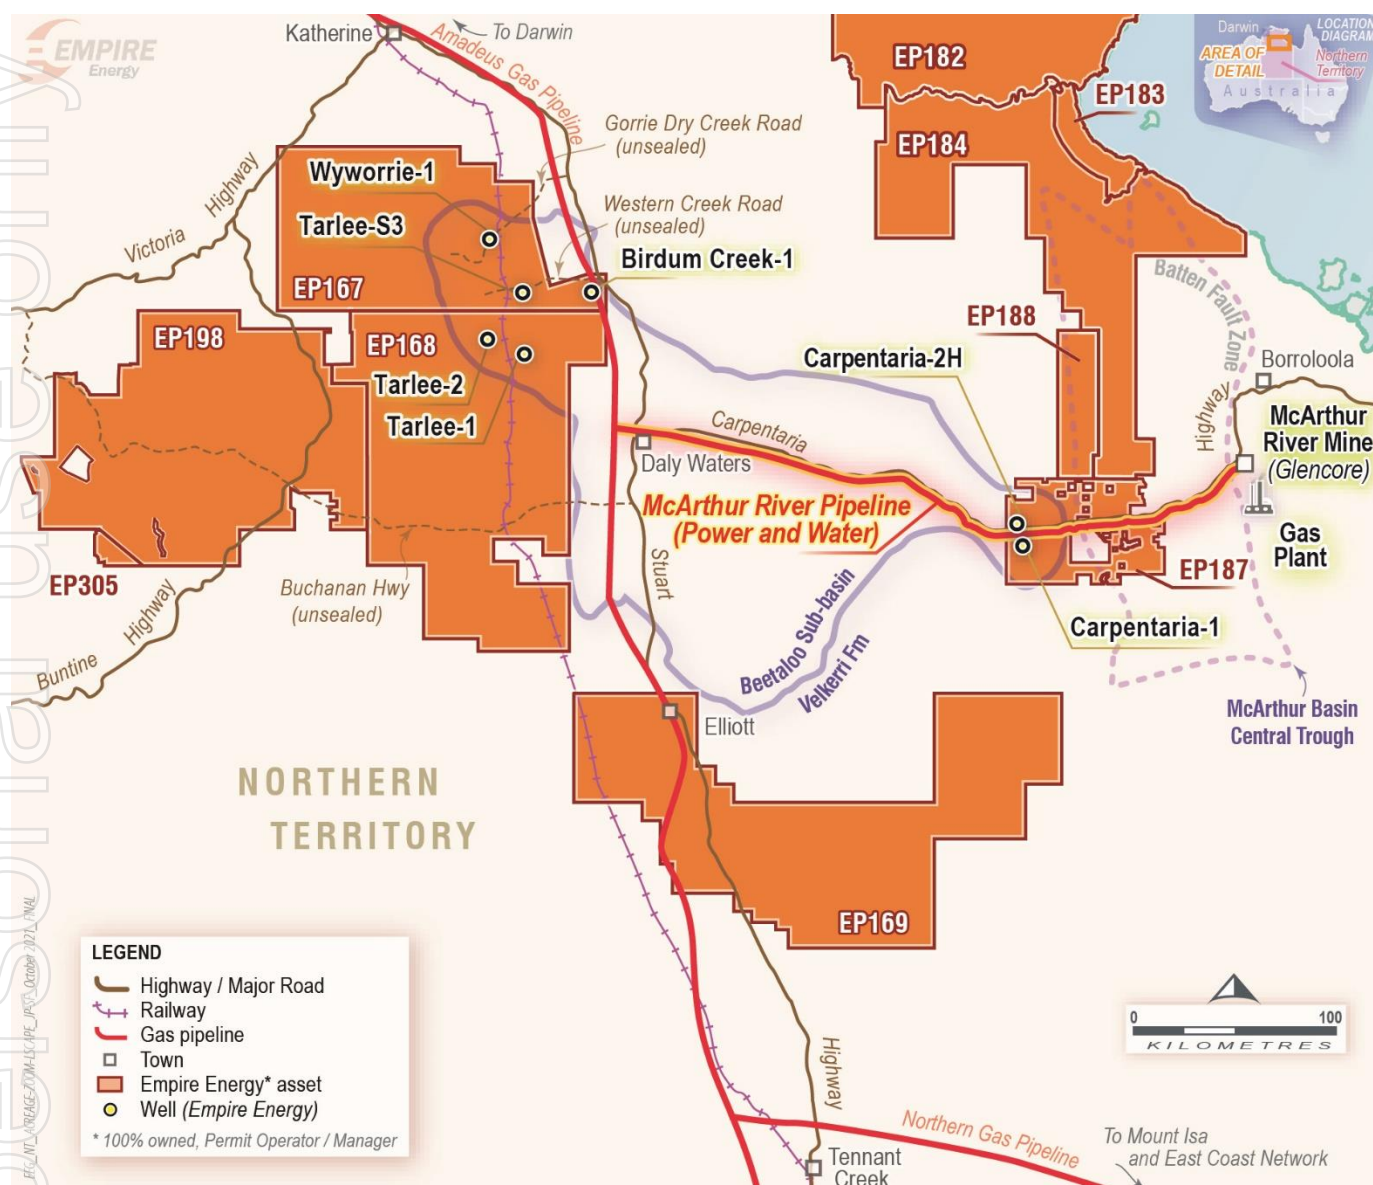 EMPIRE
Energy
Katherine
To Darwin
Amadeus Gas Pipeline
Gorrie Dry Creek Road
(unsealed)
Western Creek Road
(unsealed)
Victoria
Highway
Wyworrie-1
Tarlee-S3
EP167
Birdum Creek-1
EP198
EP168
Tarlee-2
Tarlee-1
EP305
Buntine
Highway
Buchanan Hwy
(unsealed)
EP182
EP183
EP184
EP188
Batten Fault Zone
Darwin
LOCATION
DIAGRAM
AREA OF
DETAIL
Northern
Territory
Australia
Carpentaria-2H
Carpentaria
Highway
Borroloola
McArthur
River Mine
(Glencore)
Gas
Plant
Daly Waters
McArthur River Pipeline
(Power and Water)
EP187
Carpentaria-1
Stuart
Beetaloo Sub-basin
Velkerri Fm
McArthur Basin
Central Trough
Elliott
NORTHERN
TERRITORY
EP169
Highway
Northern Gas Pipeline
To Mount Isa
and East Coast Network
Tennant
Creek
0 100
KILOMETRES
LEGEND
Highway / Major Road
Railway
Gas pipeline
Town
Empire Energy* asset
Well (Empire Energy)
* 100% owned, Permit Operator / Manager